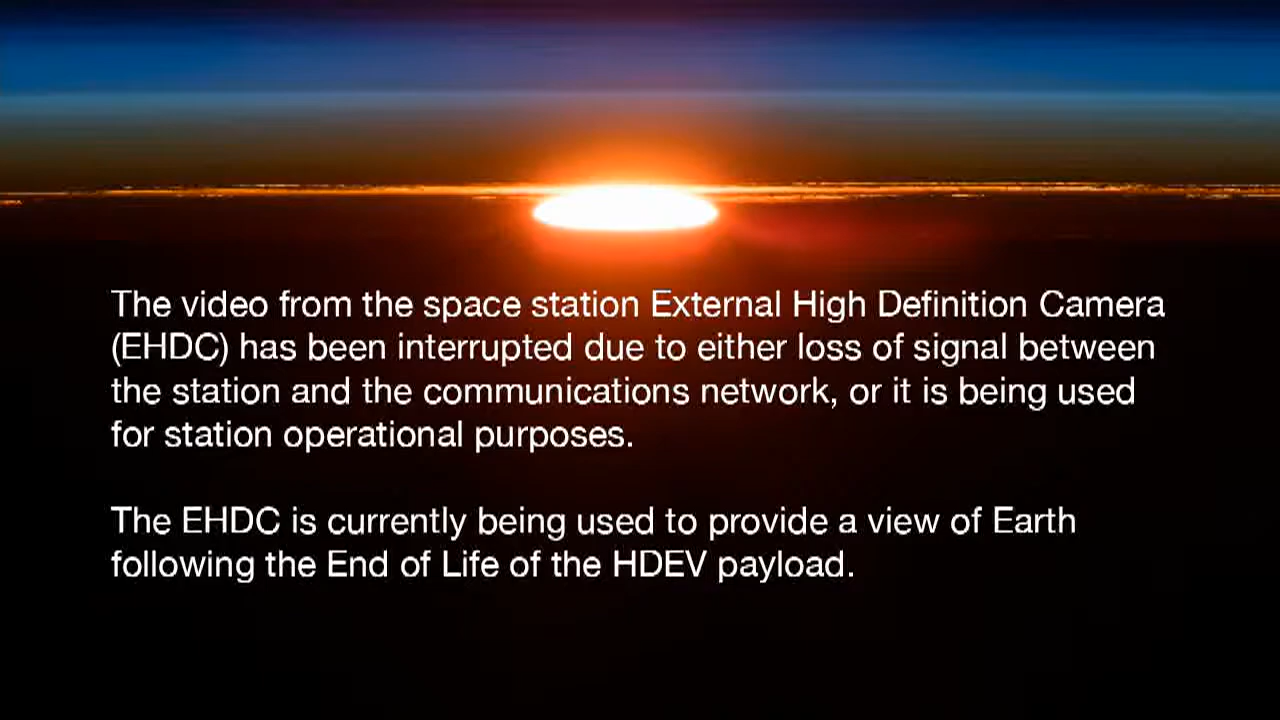 The video from the space station External High Definition Camera
(EHDC) has been interrupted due to either loss of signal between
the station and the communications network, or it is being used
for station operational purposes.
The EHDC is currently being used to provide a view of Earth
following the End of Life of the HDEV payload.